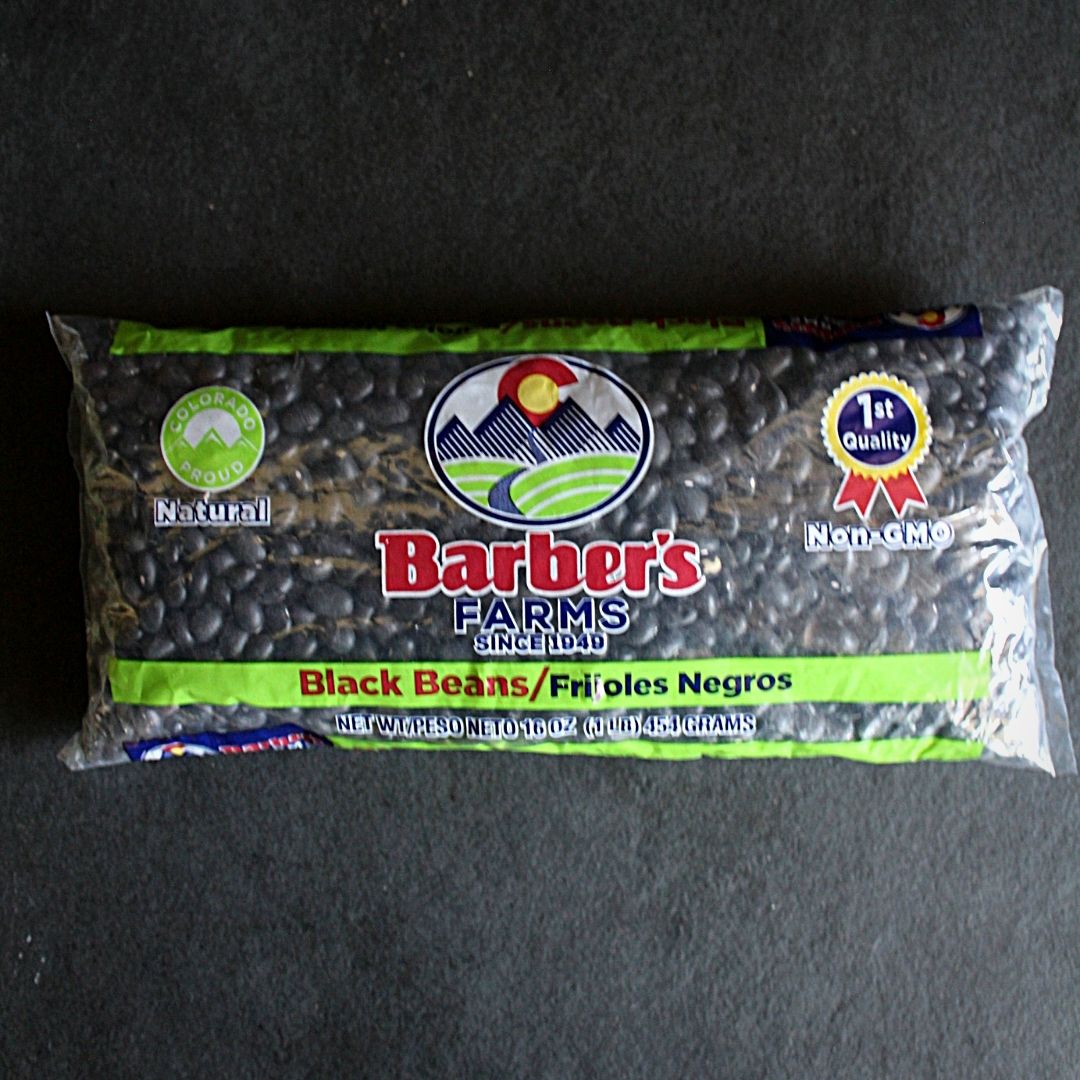 COLORADO
PROUD
Natural
1st
Quality
Non-GMO
Barber's
FARMS
SINCE 1949
Black Beans/Frijoles Negros
NET WT/PESO NETO 16 OZ (1 LB) 454 GRAMS
Barber's